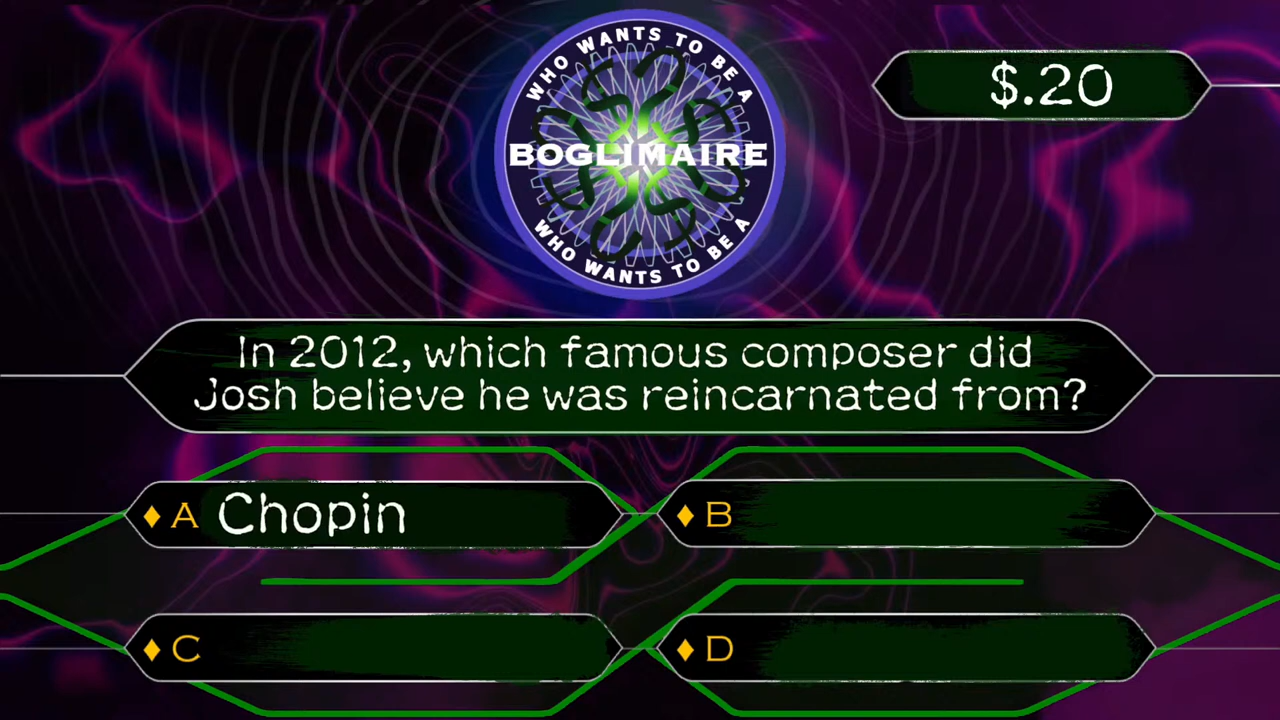 WHO WANTS TO BE A
BOGLIMAIRE
WHO WANTS TO BE A
$.20
In 2012, which famous composer did
Josh believe he was reincarnated from?
A Chopin
B
C
D